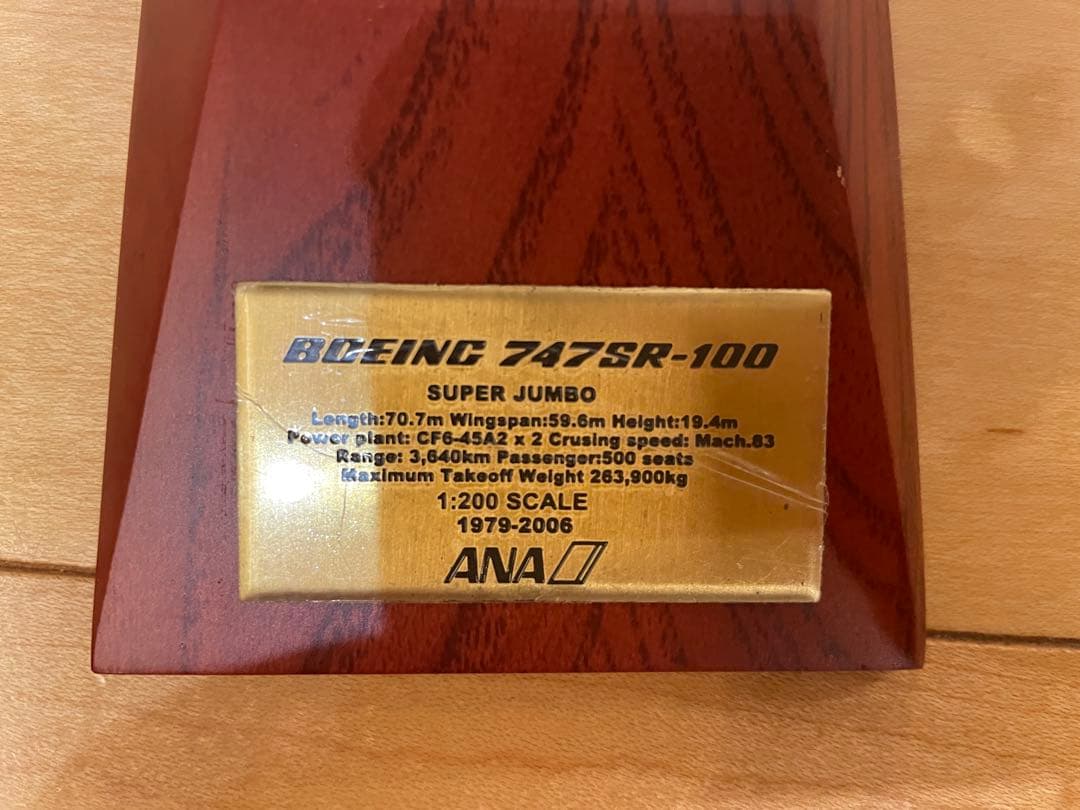 BOEING 747SR-100
SUPER JUMBO
Length:70.7m Wingspan:59.6m Height:19.4m
Power plant: CF6-45A2 x 2 Crusing speed: Mach.83
Range: 3,640km Passenger:500 seats
Maximum Takeoff Weight 263,900kg
1:200 SCALE
1979-2006
ANA